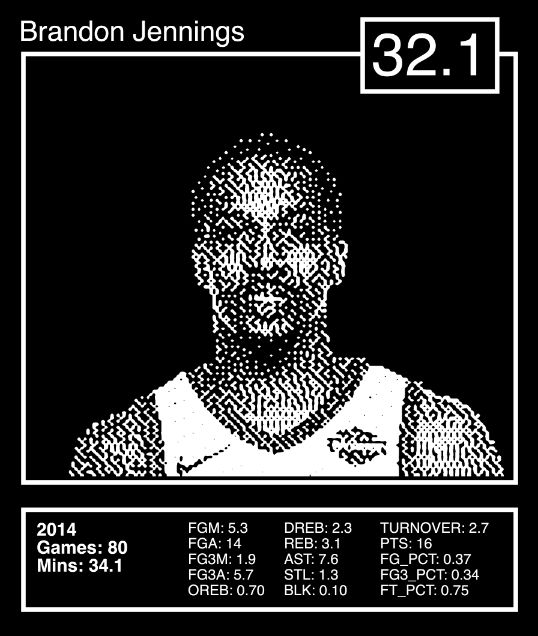 Brandon Jennings
32.1
2014
Games: 80
Mins: 34.1
FGM: 5.3
FGA: 14
FG3M: 1.9
FG3A: 5.7
OREB: 0.70
DREB: 2.3
REB: 3.1
AST: 7.6
STL: 1.3
BLK: 0.10
TURNOVER: 2.7
PTS: 16
FG_PCT: 0.37
FG3_PCT: 0.34
FT_PCT: 0.75